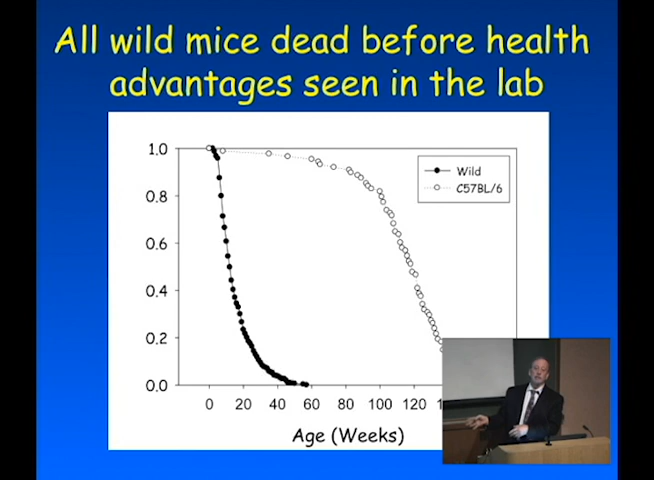 All wild mice dead before health
advantages seen in the lab
1.0
0.8
0.6
0.4
0.2
0.0
Wild
C57BL/6
0 20 40 60 80 100 120
Age (Weeks)